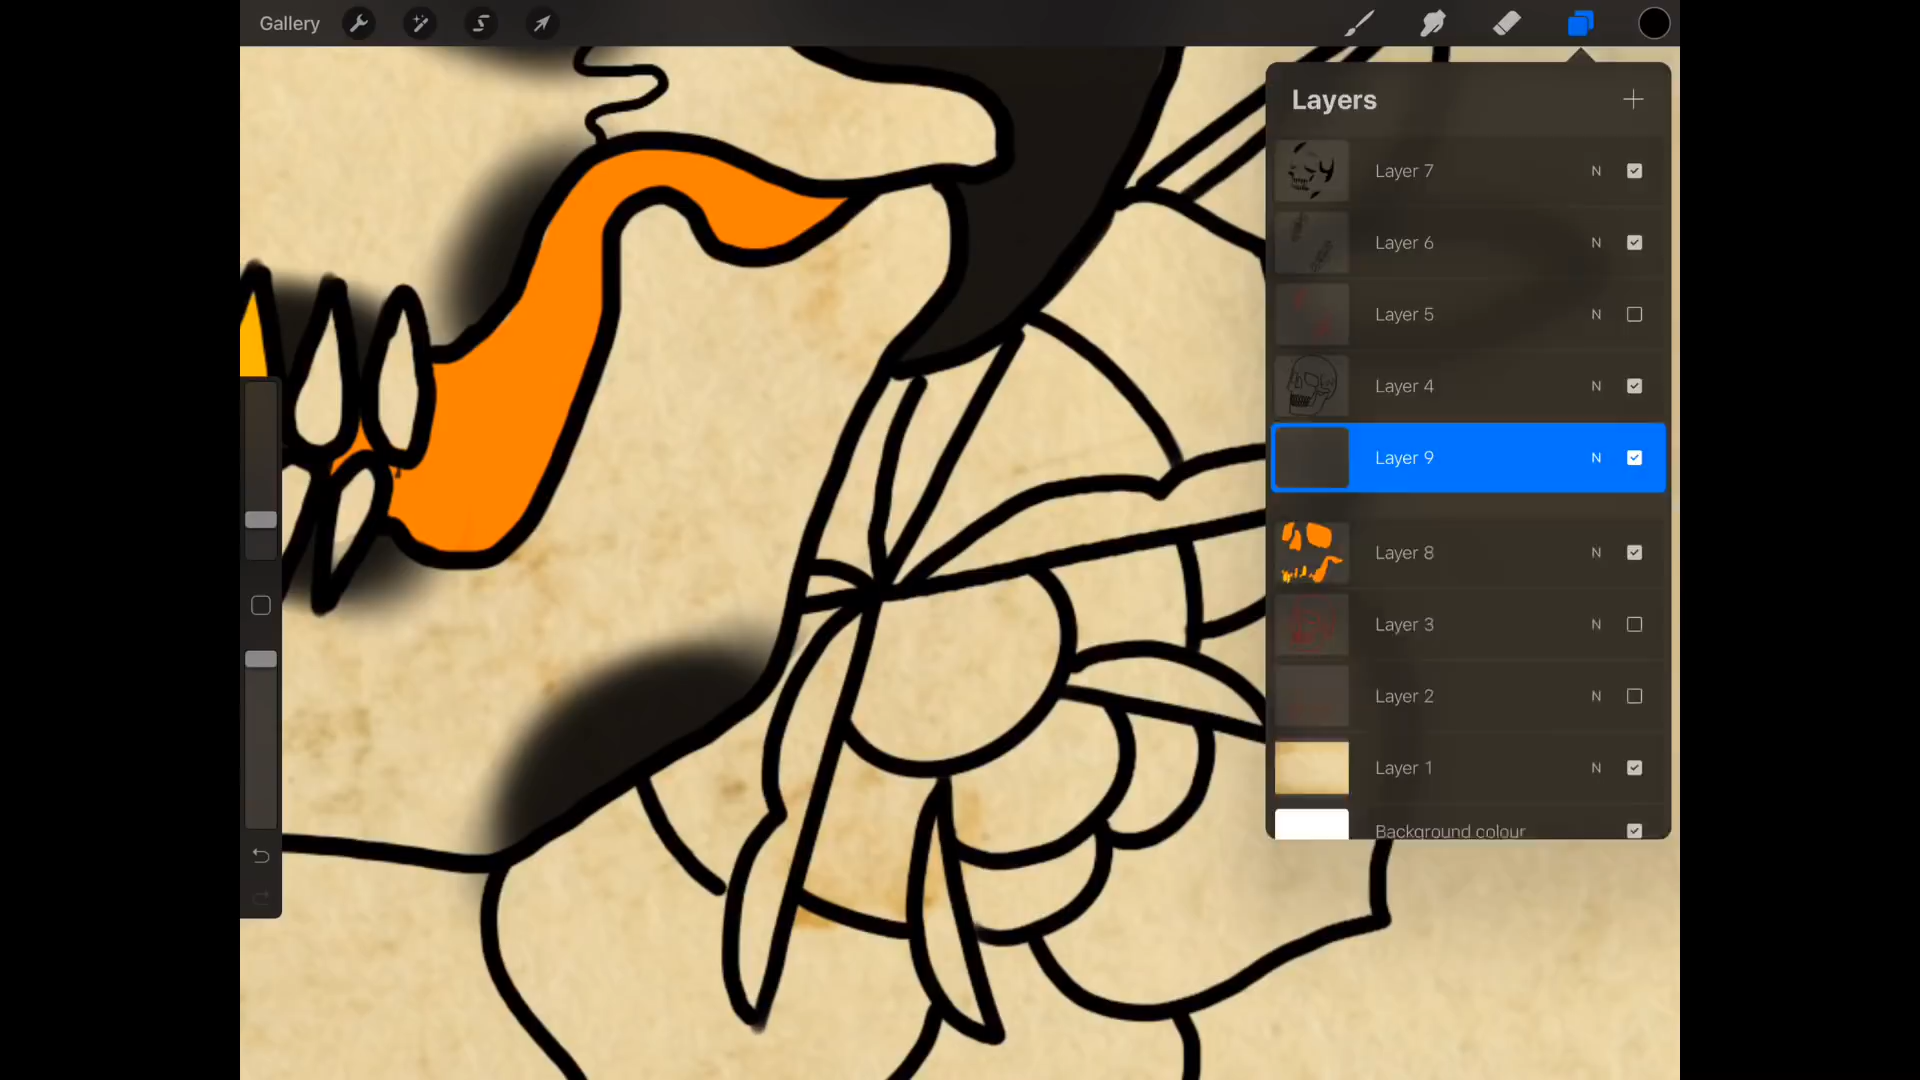 Gallery
Layers
Layer 7 N
Layer 6 N
Layer 5 N
Layer 4 N
Layer 9 N
Layer 8 N
Layer 3 N
Layer 2 N
Layer 1 N
Background colour